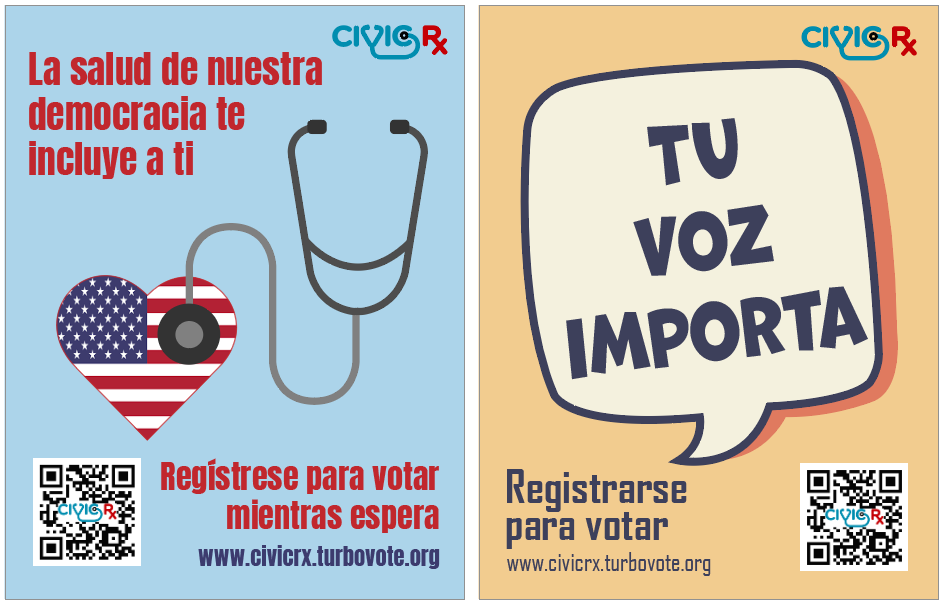 CIVIC Rx
La salud de nuestra
democracia te
incluye a ti
CIVIC Rx
Regístrese para votar
mientras espera
www.civicrx.turbovote.org
CIVIC Rx
TU
VOZ
IMPORTA
Registrarse
para votar
www.civicrx.turbovote.org
CIVIC Rx